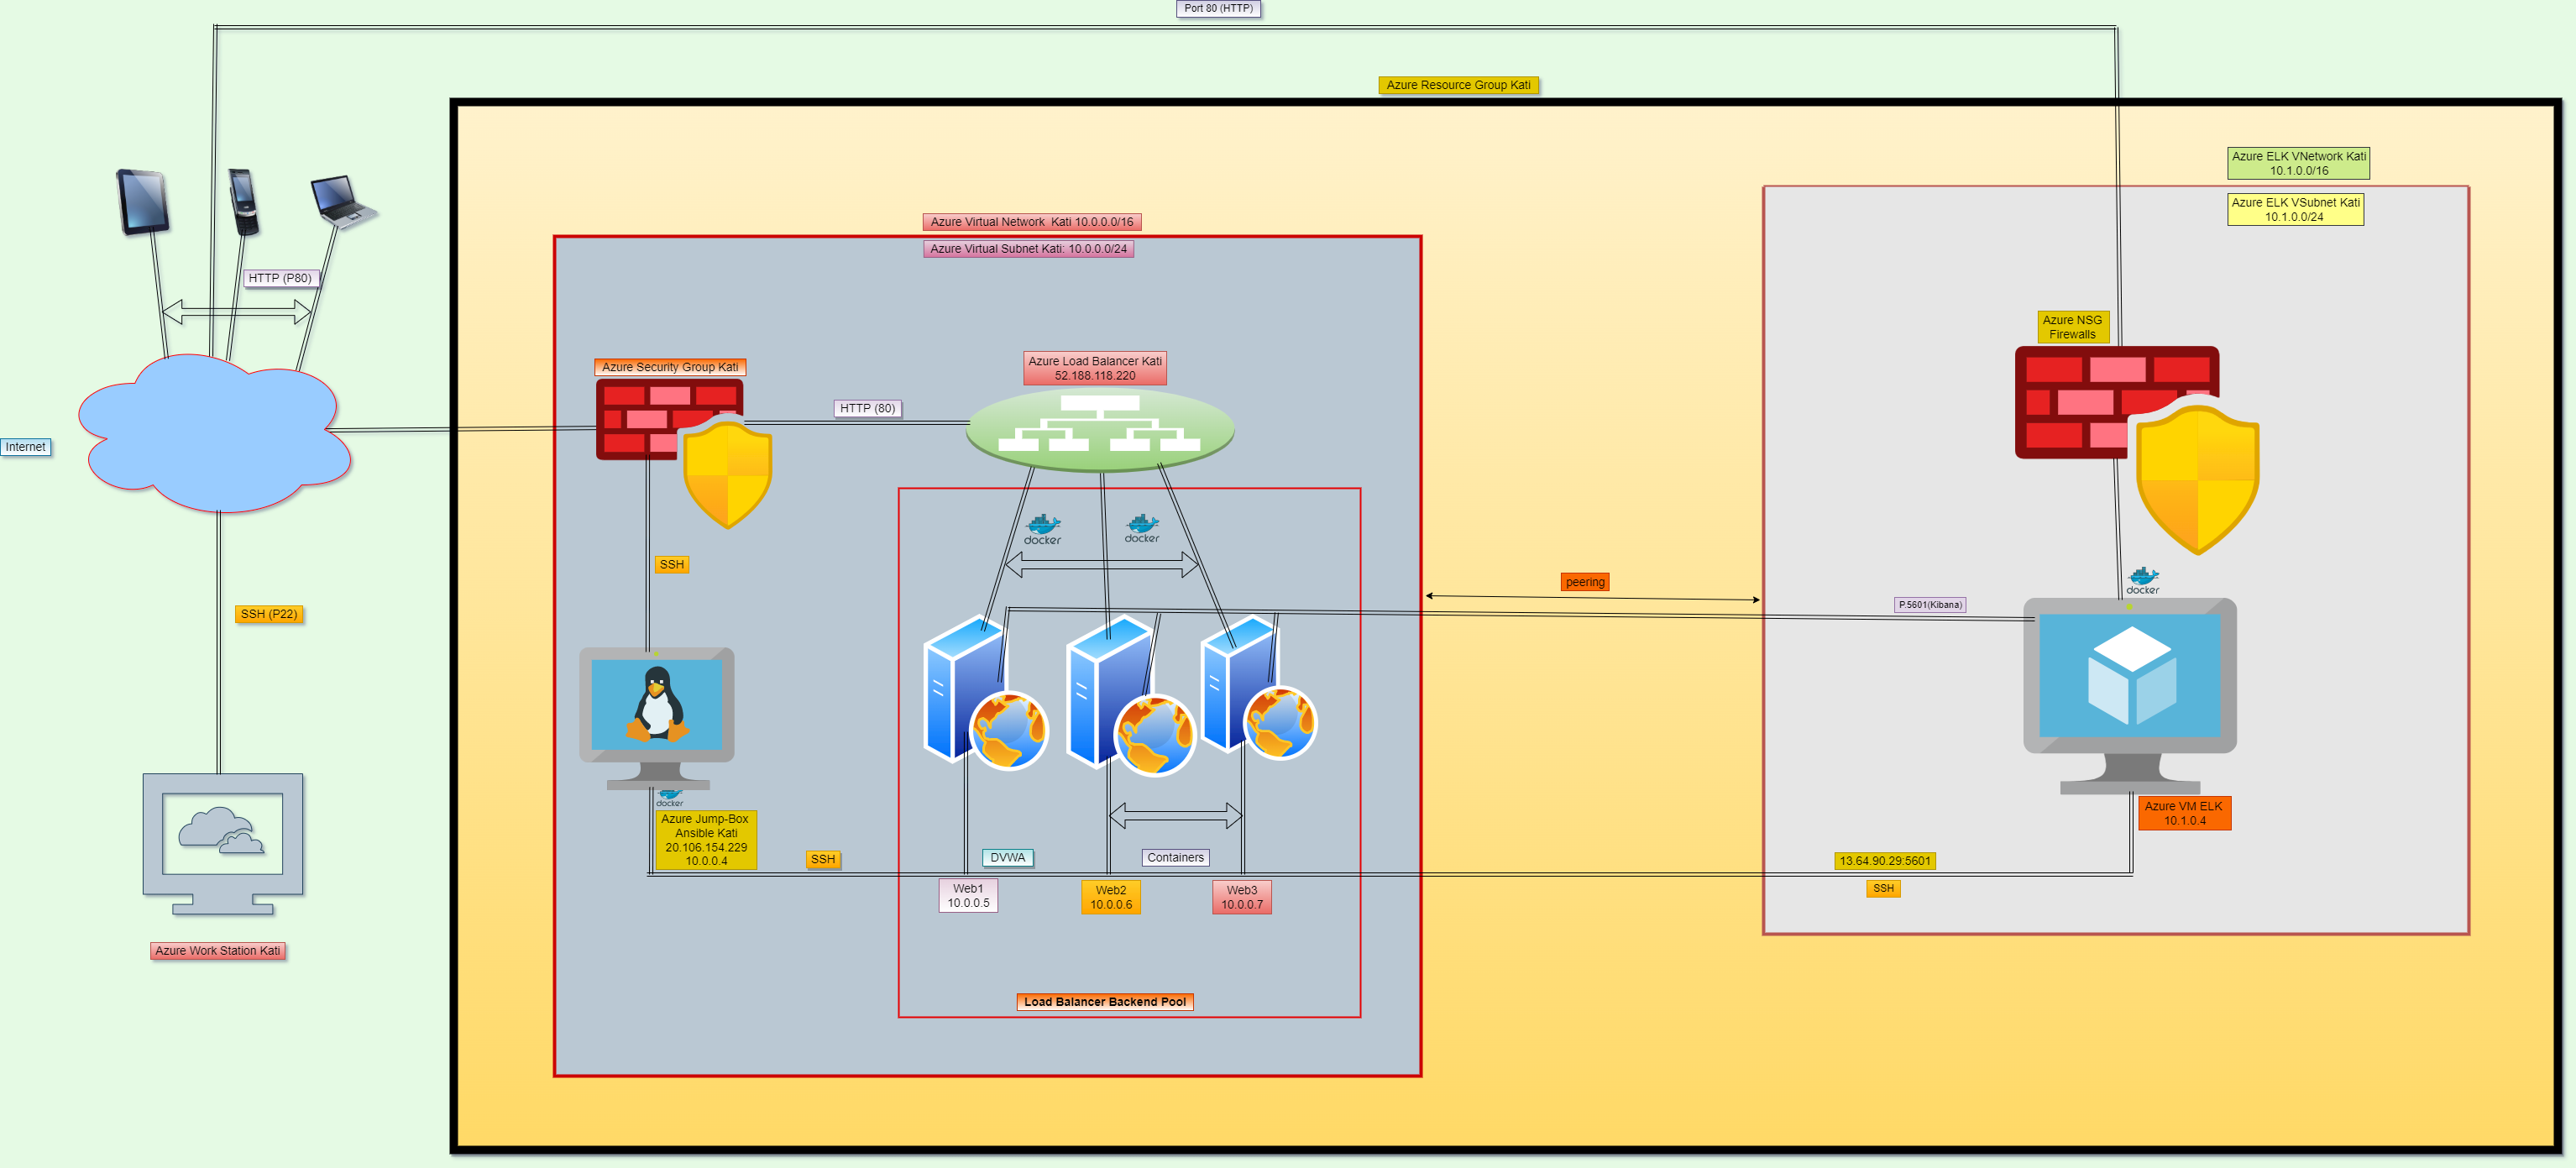 Port 80 (HTTP)
Azure Resource Group Kati
Azure ELK VNetwork Kati
10.1.0.0/16
Azure ELK VSubnet Kati
10.1.0.0/24
Azure Virtual Network  Kati 10.0.0.0/16
Azure Virtual Subnet Kati: 10.0.0.0/24
HTTP (P80)
Azure NSG
Firewalls
Azure Security Group Kati
Azure Load Balancer Kati
52.188.118.220
HTTP (80)
Internet
docker
docker
SSH
peering
docker
P.5601(Kibana)
SSH (P22)
docker
Azure Jump-Box
Ansible Kati
20.106.154.229
10.0.0.4
Azure VM ELK
10.1.0.4
SSH
DVWA
Containers
13.64.90.29:5601
SSH
Web1
10.0.0.5
Web2
10.0.0.6
Web3
10.0.0.7
Azure Work Station Kati
Load Balancer Backend Pool